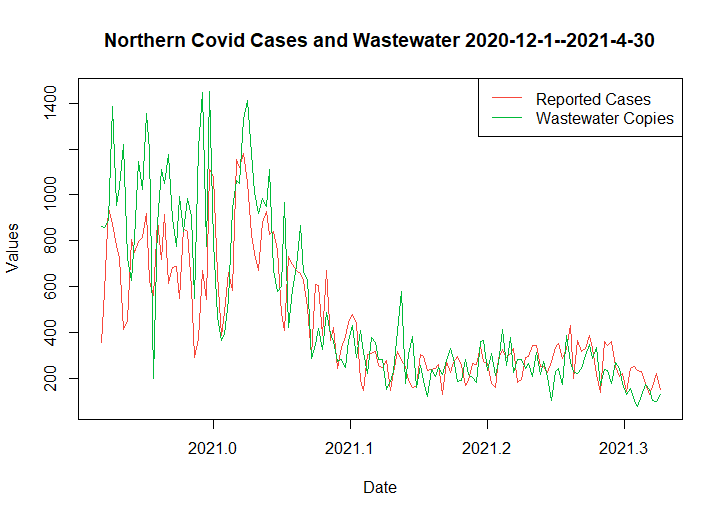 Northern Covid Cases and Wastewater 2020-12-1--2021-4-30
Reported Cases
Wastewater Copies
Values
1400
1000
800
600
400
200
2021.0
2021.1
2021.2
2021.3
Date